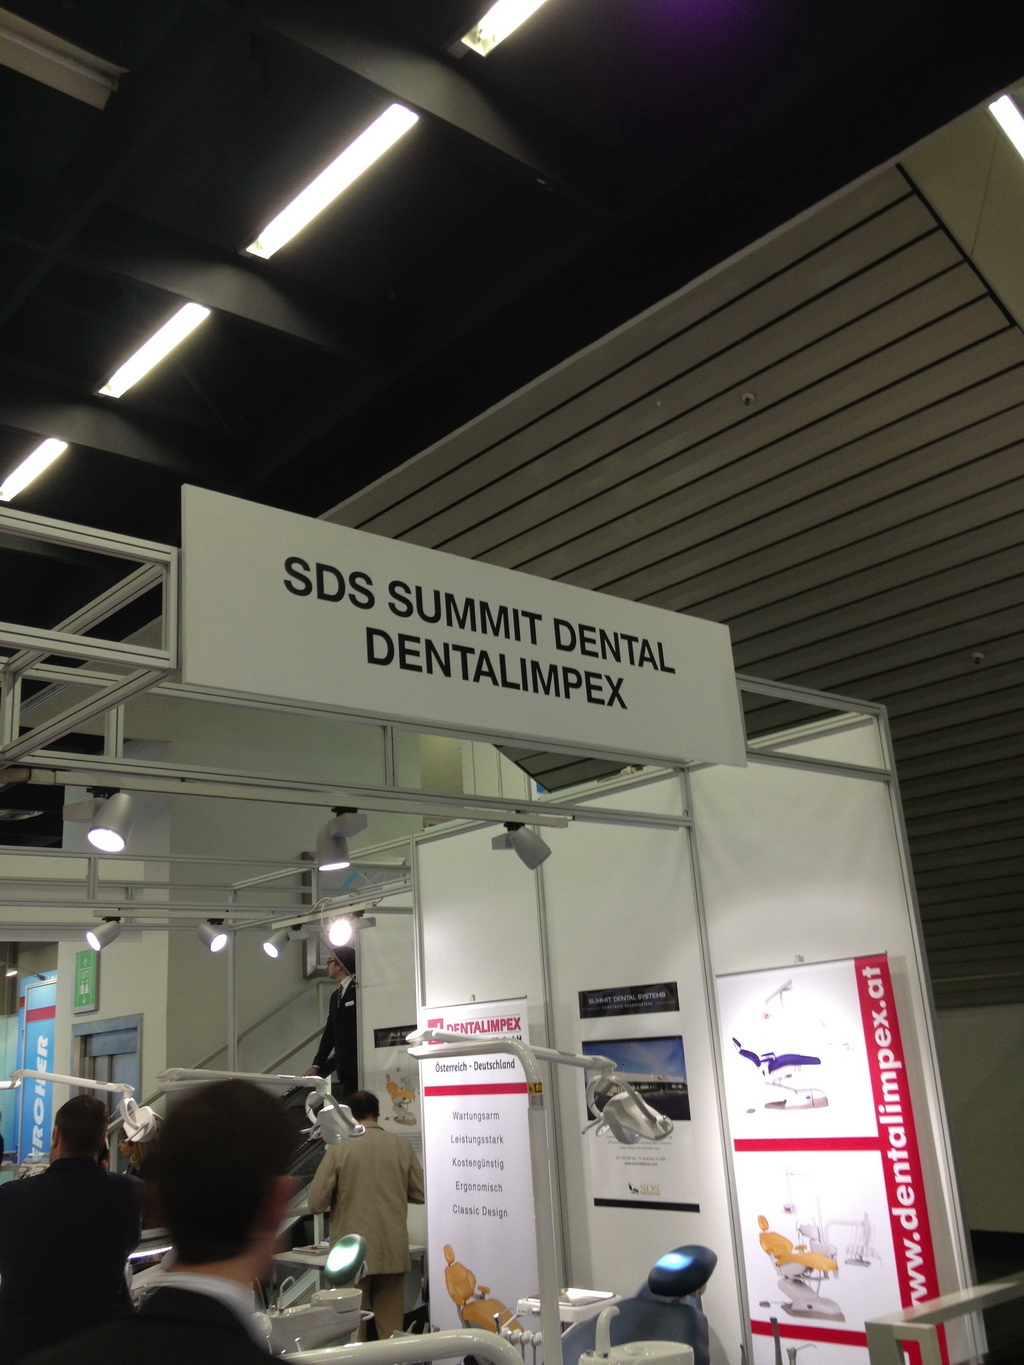 SDS SUMMIT DENTAL
DENTALIMPEX
DENTALIMPEX
Österreich - Deutschland
Wartungsarm
Leistungsstark
Kostengünstig
Ergonomisch
Classic Design
SUMMIT DENTAL SYSTEMS
SDS
www.dentalimpex.at